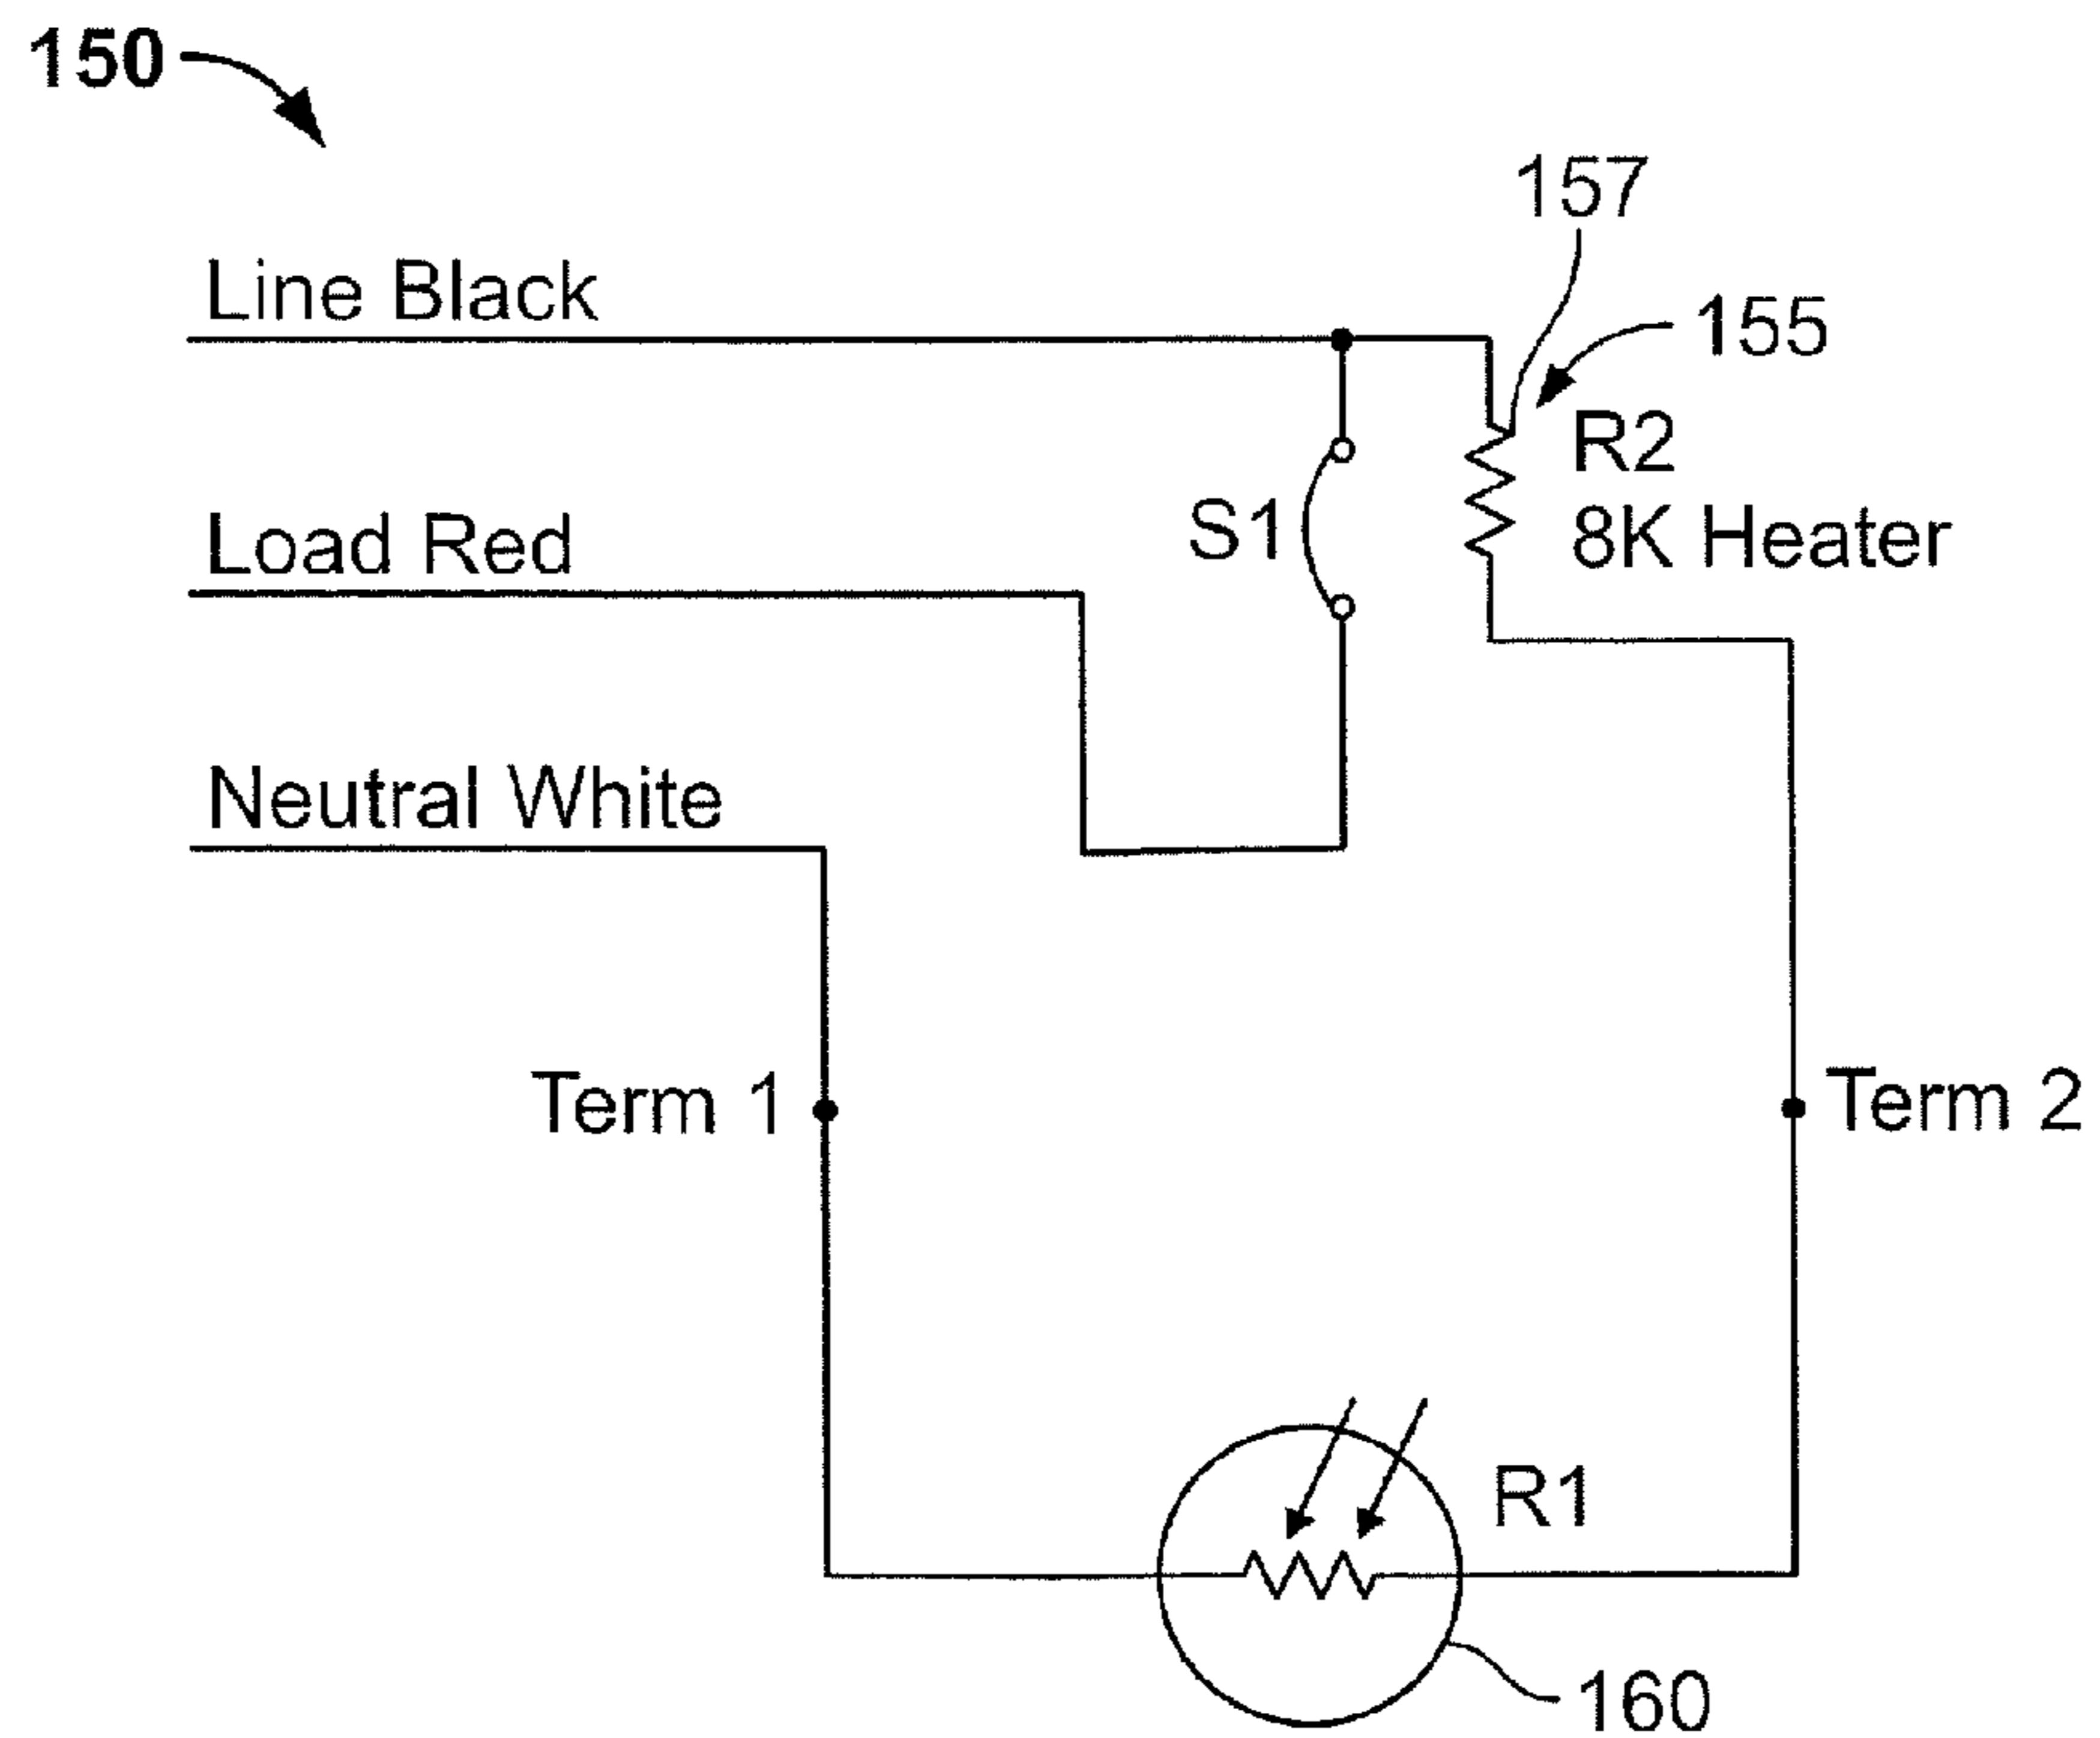 150
157
Line Black
155
R2
8K Heater
Load Red
S1
Neutral White
Term 1
Term 2
R1
160